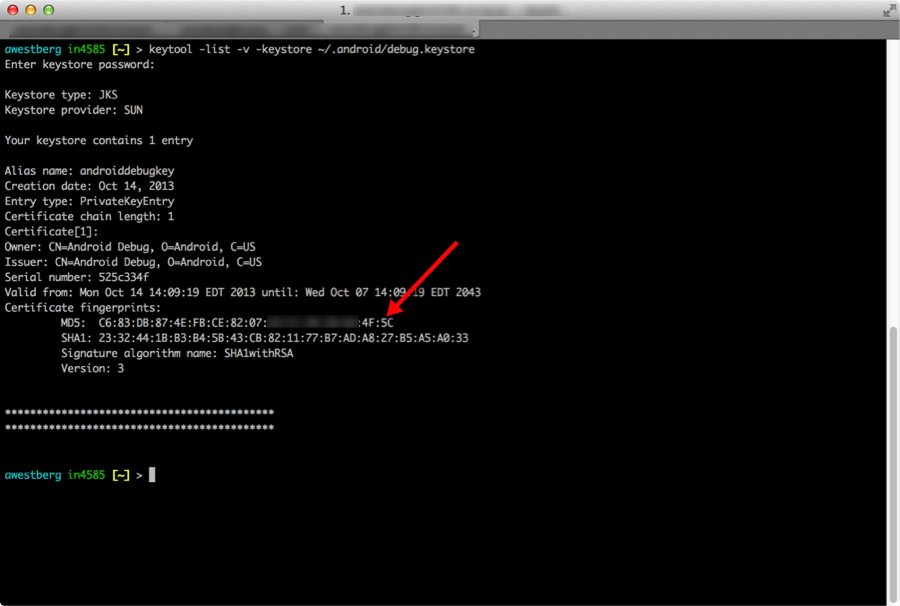 1.
awestberg in4585 [~] > keytool -list -v -keystore ~/.android/debug.keystore
Enter keystore password:
Keystore type: JKS
Keystore provider: SUN
Your keystore contains 1 entry
Alias name: androiddebugkey
Creation date: Oct 14, 2013
Entry type: PrivateKeyEntry
Certificate chain length: 1
Certificate[1]:
Owner: CN=Android Debug, O=Android, C=US
Issuer: CN=Android Debug, O=Android, C=US
Serial number: 525c334f
Valid from: Mon Oct 14 14:09:19 EDT 2013 until: Wed Oct 07 14:09:19 EDT 2043
Certificate fingerprints:
MD5: C6:83:DB:87:4E:FB:CE:82:07: :4F:5C
SHA1: 23:32:44:1B:B3:B4:5B:43:CB:82:11:77:B7:AD:A8:27:B5:A5:A0:33
Signature algorithm name: SHA1withRSA
Version: 3
*******************************************
*******************************************
awestberg in4585 [~] >